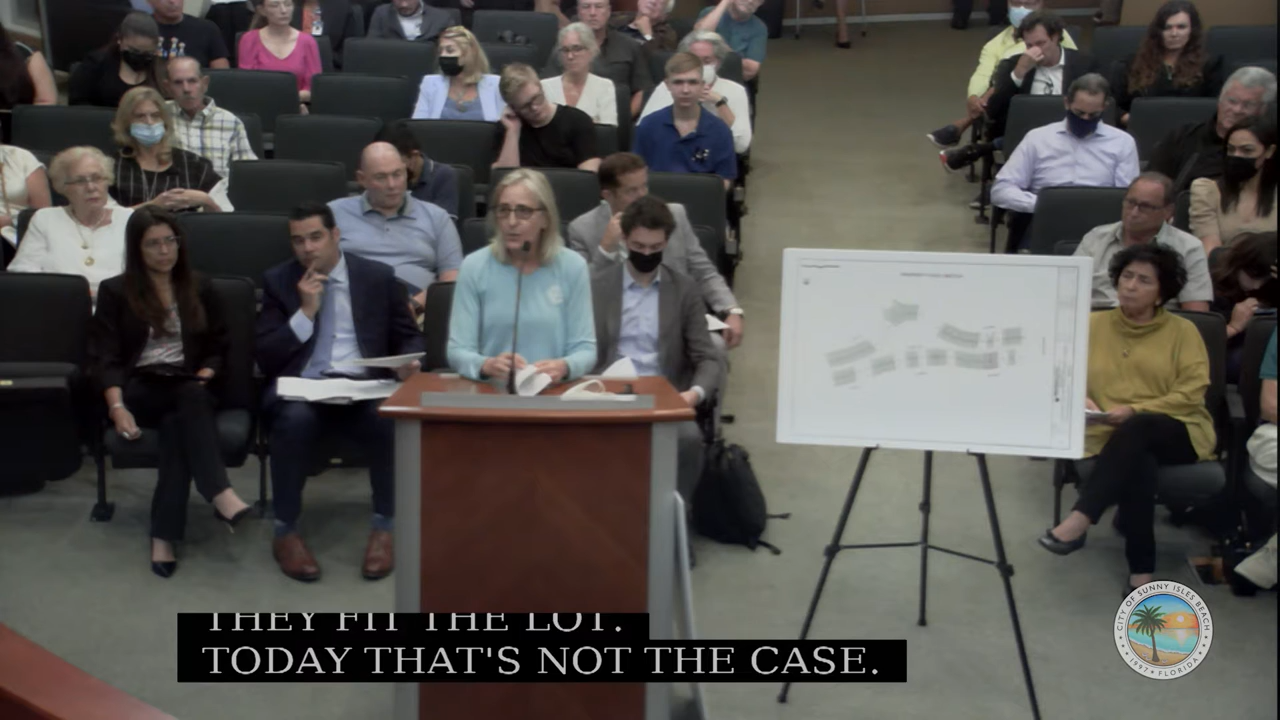 THEY FIT THE LOT.
TODAY THAT'S NOT THE CASE.
CITY OF SUNNY ISLES BEACH
• 1997 • FLORIDA •